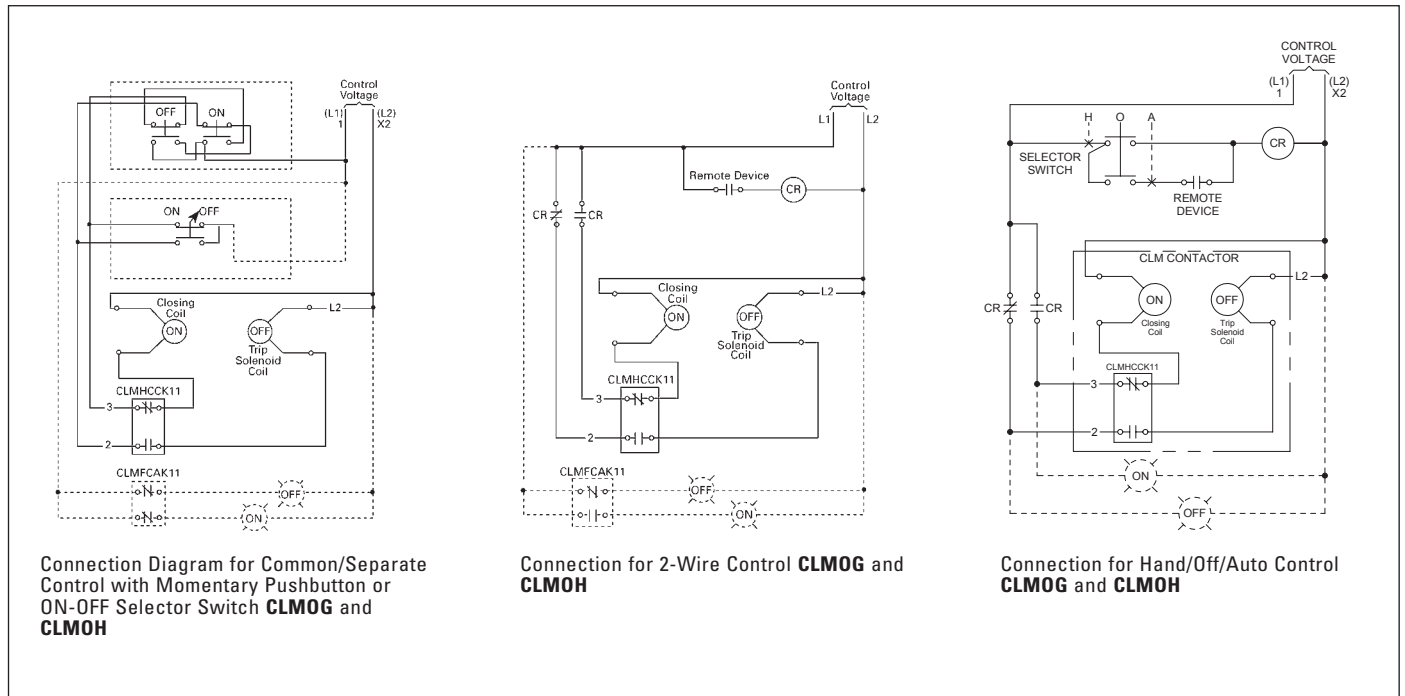 OFF ON
Control
Voltage
(L1) (L2)
1 X2
ON OFF
Closing
Coil
ON
OFF
L2
Trip
Solenoid
Coil
CLMHCCK11
3
2
CLMFCAK11
OFF
ON
Connection Diagram for Common/Separate
Control with Momentary Pushbutton or
ON-OFF Selector Switch CLMOG and
CLMOH
Control
Voltage
L1 L2
Remote Device
CR
CR CR
Closing
Coil
ON
OFF
L2
Trip
Solenoid
Coil
CLMHCCK11
3
2
CLMFCAK11
OFF
ON
Connection for 2-Wire Control CLMOG and
CLMOH
CONTROL
VOLTAGE
(L1) (L2)
1 X2
H O A
CR
SELECTOR
SWITCH
REMOTE
DEVICE
CLM CONTACTOR
L2
CR CR
ON
OFF
Closing
Coil
Trip
Solenoid
Coil
CLMHCCK11
3
2
ON
OFF
Connection for Hand/Off/Auto Control
CLMOG and CLMOH